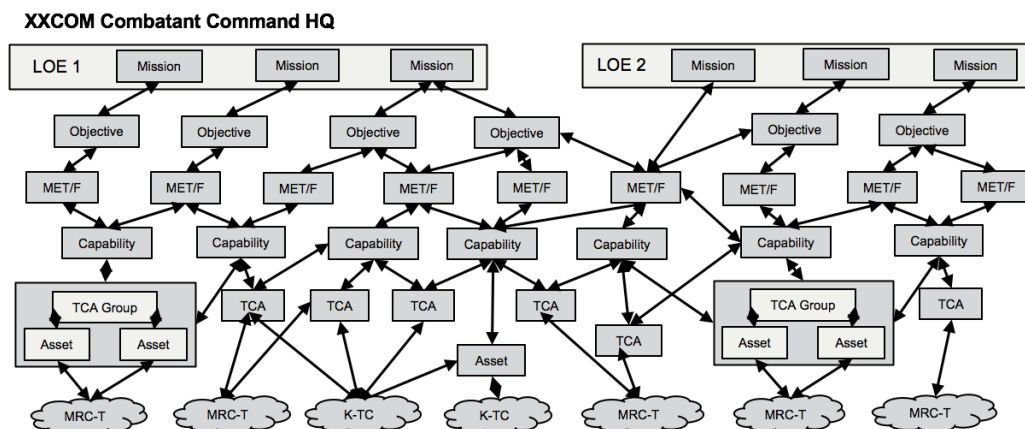 XXCOM Combatant Command HQ
LOE 1
Mission
Mission
Mission
LOE 2
Mission
Mission
Mission
Objective
Objective
Objective
Objective
Objective
Objective
MET/F
MET/F
MET/F
MET/F
MET/F
MET/F
MET/F
MET/F
MET/F
Capability
Capability
Capability
Capability
Capability
Capability
Capability
TCA Group
Asset
Asset
TCA
TCA
TCA
TCA
TCA
TCA Group
Asset
Asset
TCA
Asset
MRC-T
MRC-T
K-TC
K-TC
MRC-T
MRC-T
MRC-T